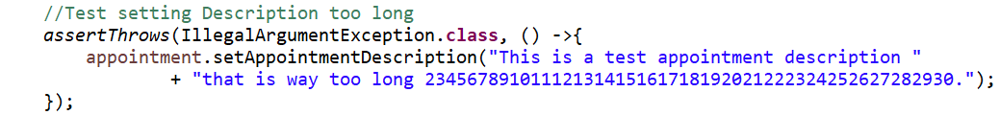 //Test setting Description too long
assertThrows(IllegalArgumentException.class, () ->{
appointment.setAppointmentDescription("This is a test appointment description "
+ "that is way too long 23456789101112131415161718192021222324252627282930.");
});